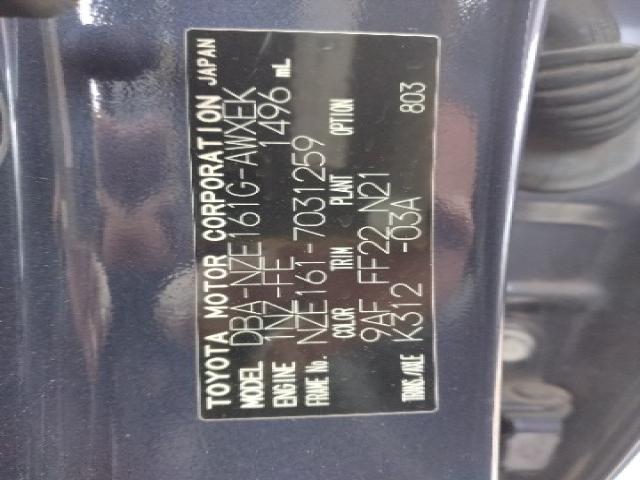 TOYOTA MOTOR CORPORATION JAPAN
MODEL DBA-NZE161G-AWXEK
ENGINE 1NZ-FE 1496 mL
FRAME No. NZE161-7031259
COLOR TRIM PLANT OPTION
9AF FF22 N21 803
TRANS./AXLE K312 -03A